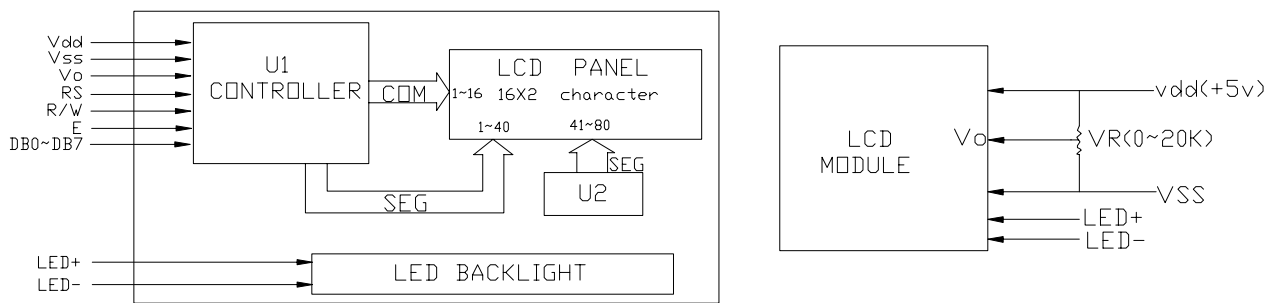 Vdd
Vss
Vo
RS
R/W
E
DB0~DB7
U1
CONTROLLER
COM
LCD PANEL
1~16 16X2 character
1~40 41~80
SEG
SEG
U2
LED+
LED-
LED BACKLIGHT
LCD
MODULE
Vo
vdd(+5v)
VR(0~20K)
VSS
LED+
LED-